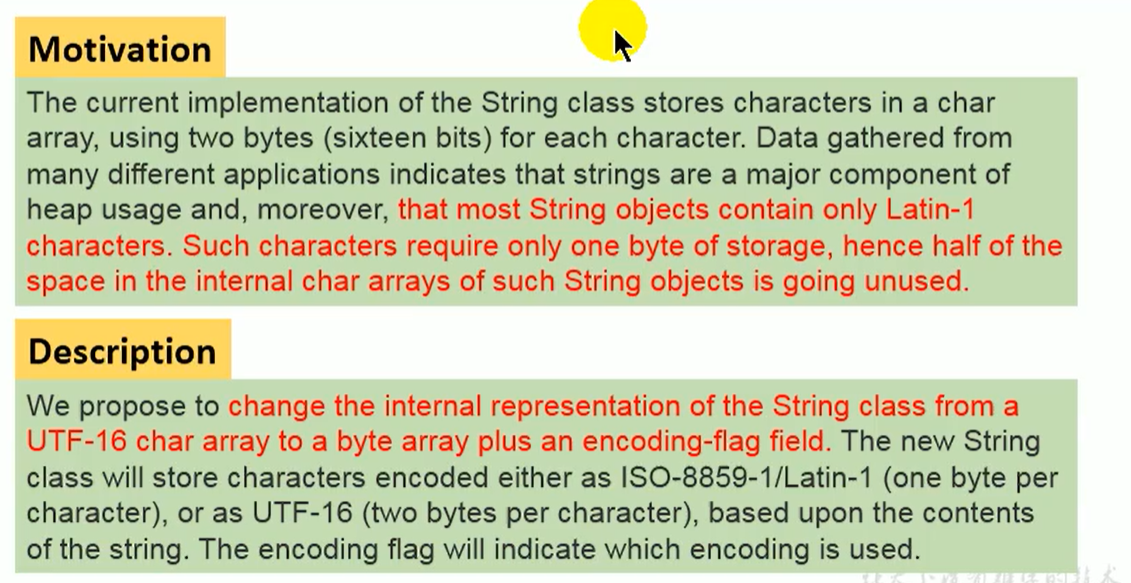 Motivation
The current implementation of the String class stores characters in a char
array, using two bytes (sixteen bits) for each character. Data gathered from
many different applications indicates that strings are a major component of
heap usage and, moreover, that most String objects contain only Latin-1
characters. Such characters require only one byte of storage, hence half of the
space in the internal char arrays of such String objects is going unused.
Description
We propose to change the internal representation of the String class from a
UTF-16 char array to a byte array plus an encoding-flag field. The new String
class will store characters encoded either as ISO-8859-1/Latin-1 (one byte per
character), or as UTF-16 (two bytes per character), based upon the contents
of the string. The encoding flag will indicate which encoding is used.